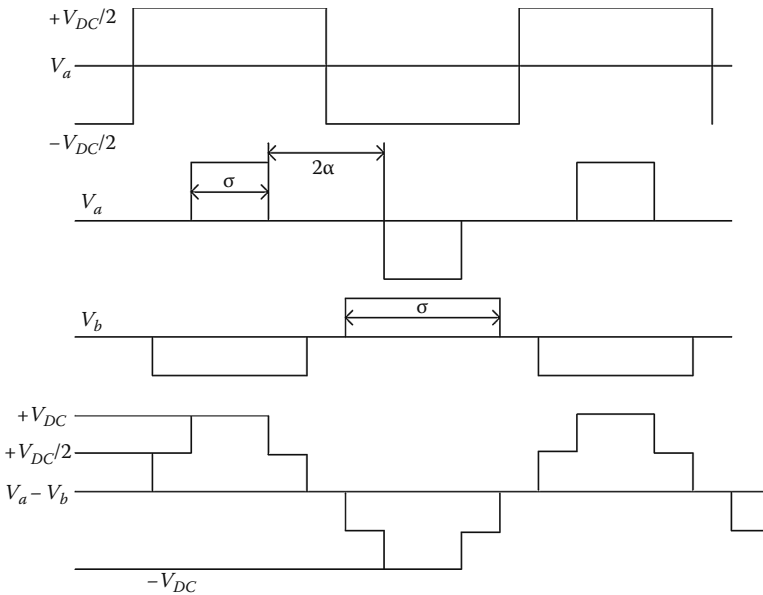 +V_DC/2
V_a
−V_DC/2
2α
σ
V_a
σ
V_b
+V_DC
+V_DC/2
V_a − V_b
−V_DC